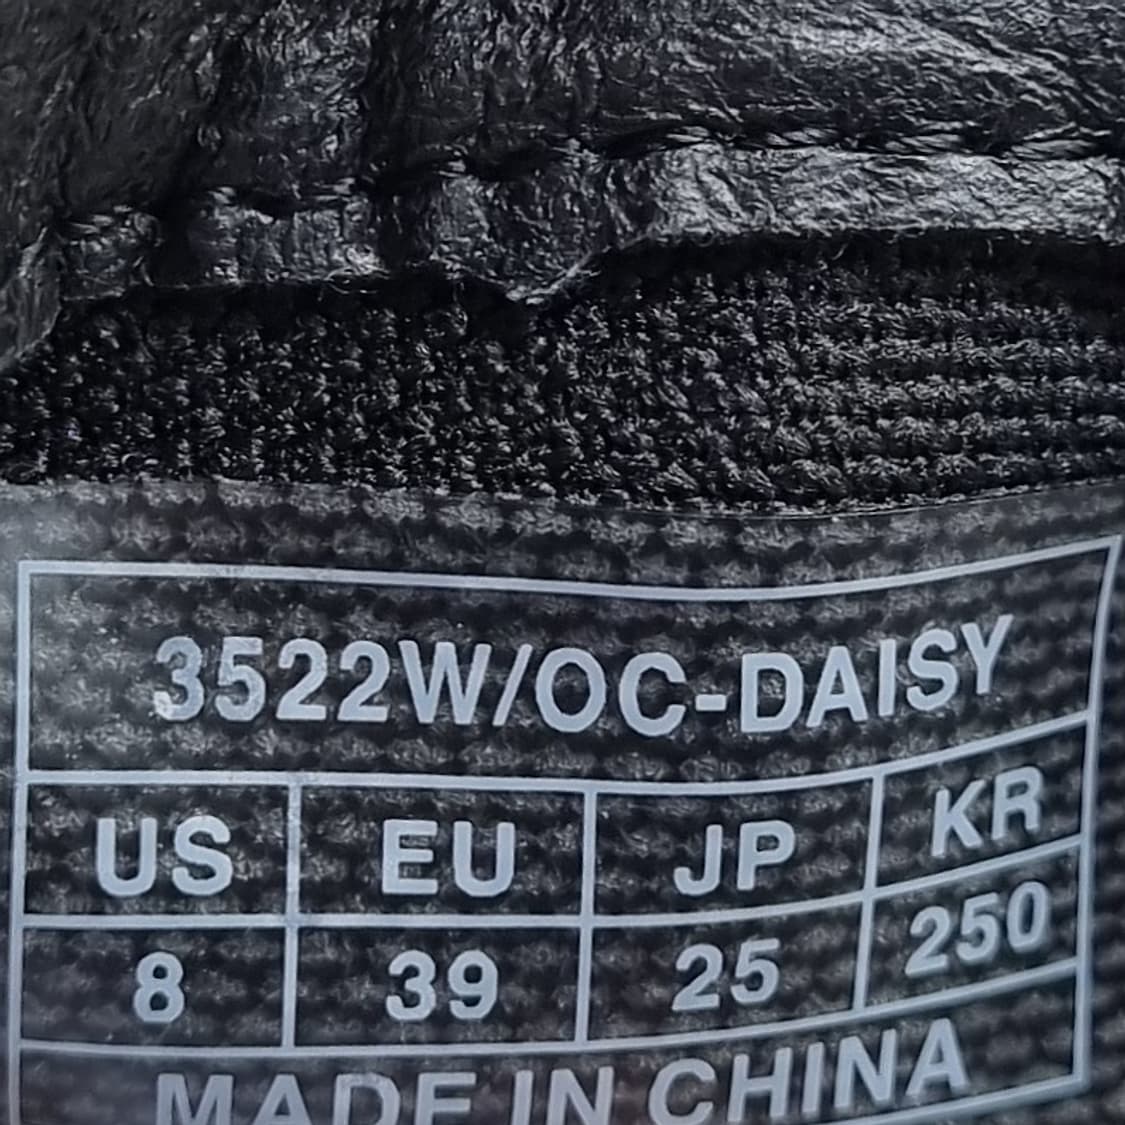 3522W/OC-DAISY
US EU JP KR
8 39 25 250
MADE IN CHINA